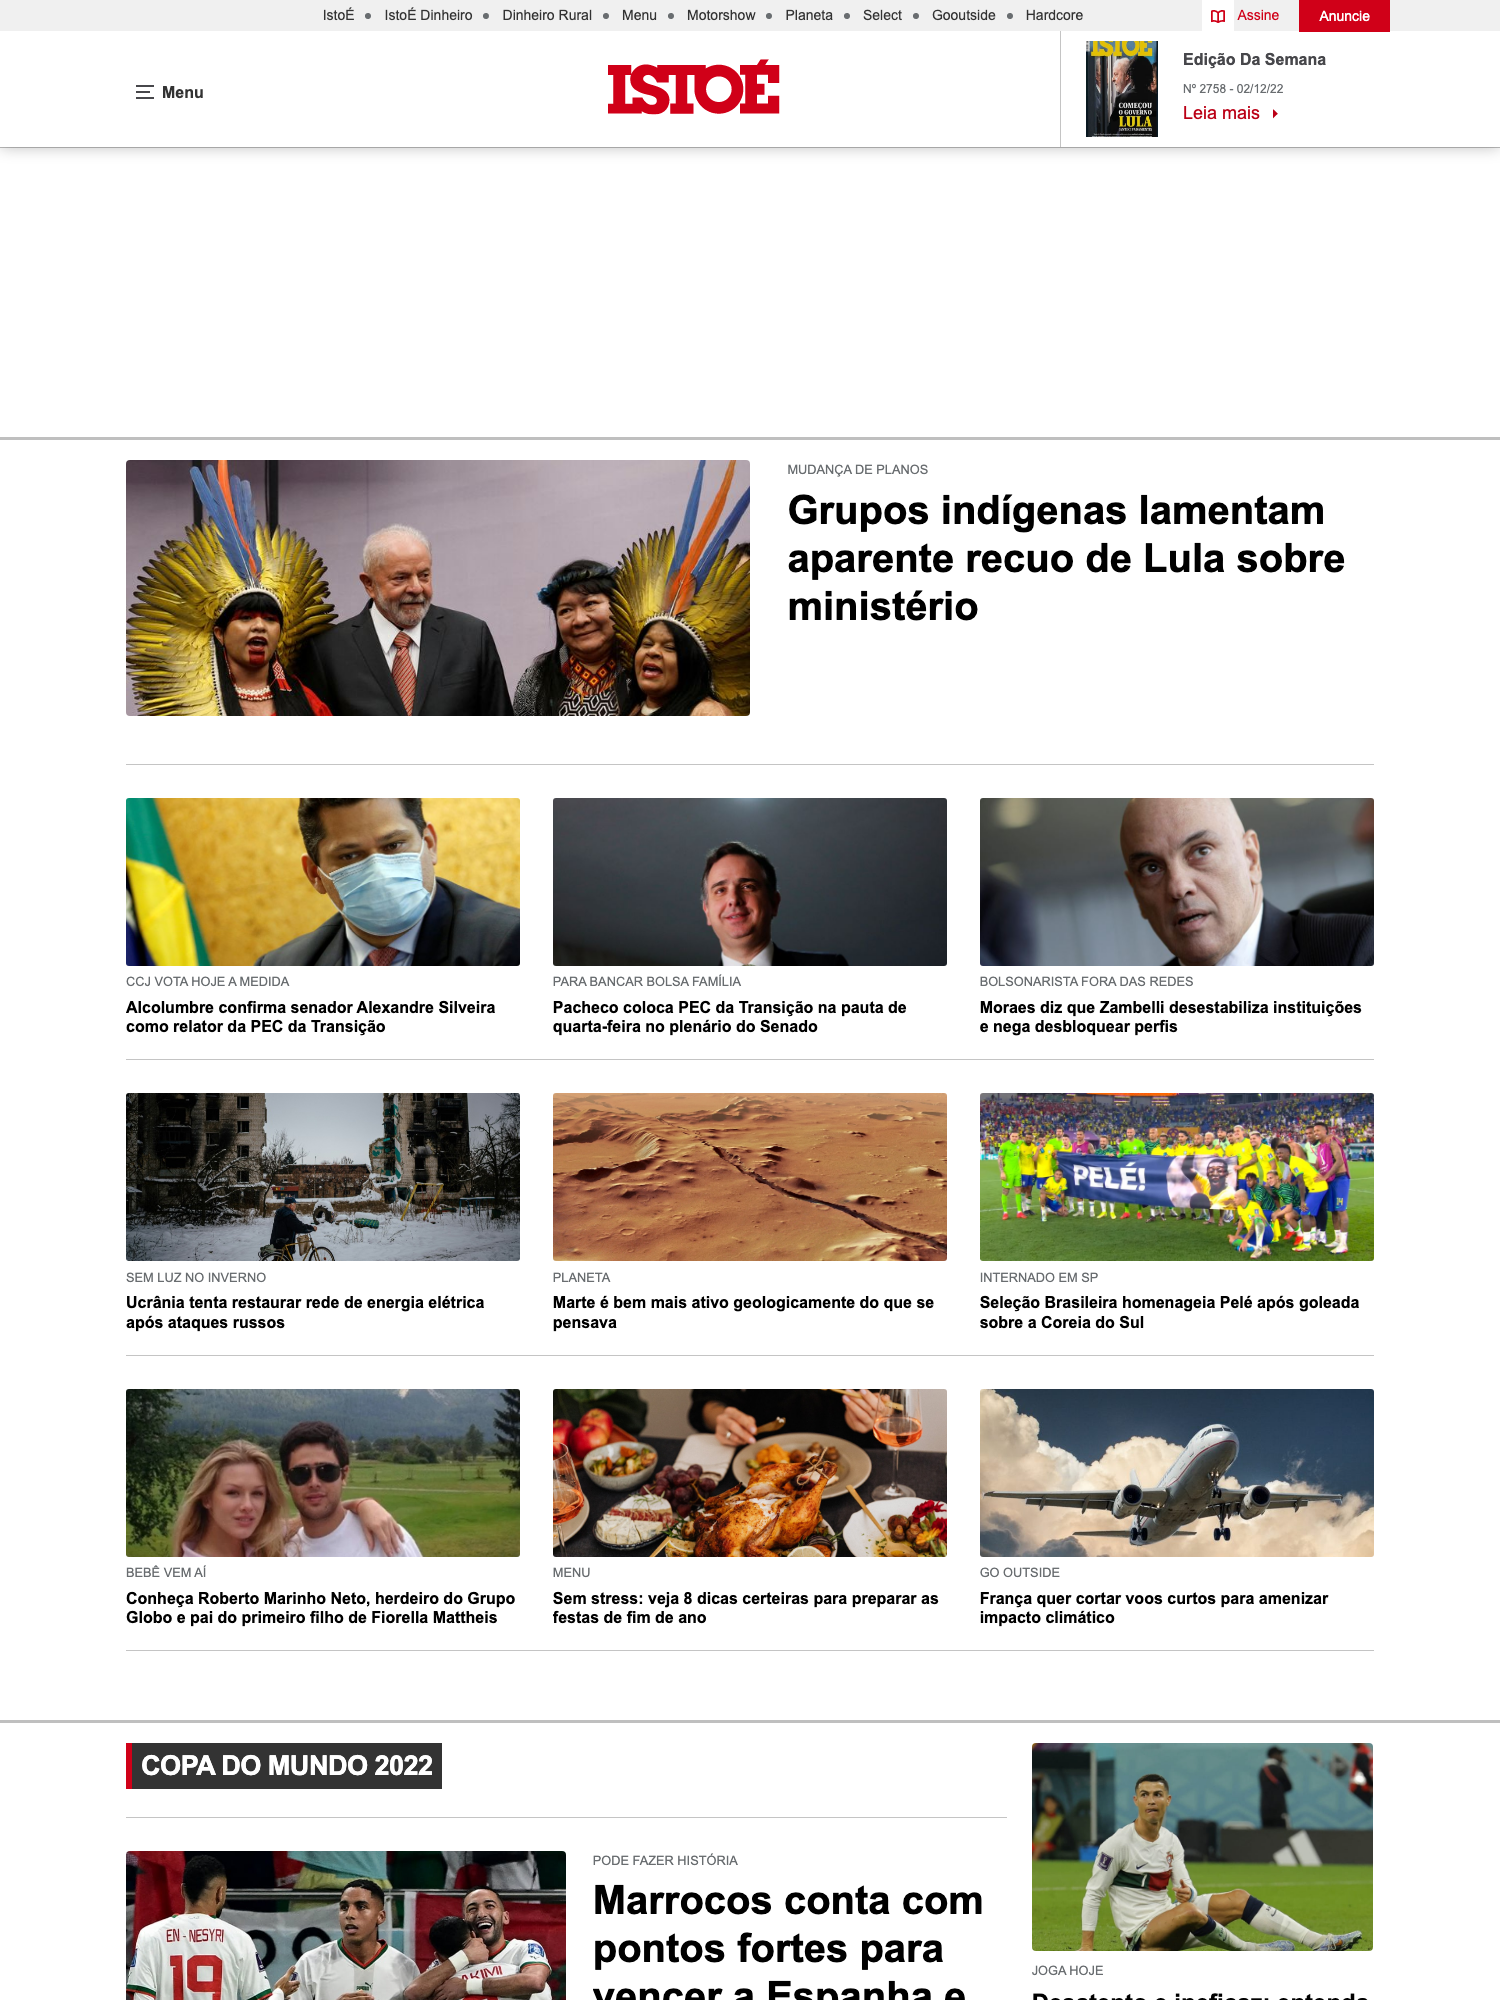 IstoÉ
IstoÉ Dinheiro
Dinheiro Rural
Menu
Motorshow
Planeta
Select
Gooutside
Hardcore
Assine
Anuncie
Menu
ISTOÉ
ISTOÉ
COMEÇOU
O GOVERNO
LULA
Edição Da Semana
Nº 2758 - 02/12/22
Leia mais
MUDANÇA DE PLANOS
Grupos indígenas lamentam
aparente recuo de Lula sobre
ministério
CCJ VOTA HOJE A MEDIDA
Alcolumbre confirma senador Alexandre Silveira
como relator da PEC da Transição
PARA BANCAR BOLSA FAMÍLIA
Pacheco coloca PEC da Transição na pauta de
quarta-feira no plenário do Senado
BOLSONARISTA FORA DAS REDES
Moraes diz que Zambelli desestabiliza instituições
e nega desbloquear perfis
SEM LUZ NO INVERNO
Ucrânia tenta restaurar rede de energia elétrica
após ataques russos
PLANETA
Marte é bem mais ativo geologicamente do que se
pensava
PELÉ!
INTERNADO EM SP
Seleção Brasileira homenageia Pelé após goleada
sobre a Coreia do Sul
BEBÊ VEM AÍ
Conheça Roberto Marinho Neto, herdeiro do Grupo
Globo e pai do primeiro filho de Fiorella Mattheis
MENU
Sem stress: veja 8 dicas certeiras para preparar as
festas de fim de ano
GO OUTSIDE
França quer cortar voos curtos para amenizar
impacto climático
COPA DO MUNDO 2022
EN-NESYRI
19
AKIMI
PODE FAZER HISTÓRIA
Marrocos conta com
pontos fortes para
vencer a Espanha e
7
JOGA HOJE
Desatento e ineficaz: entenda